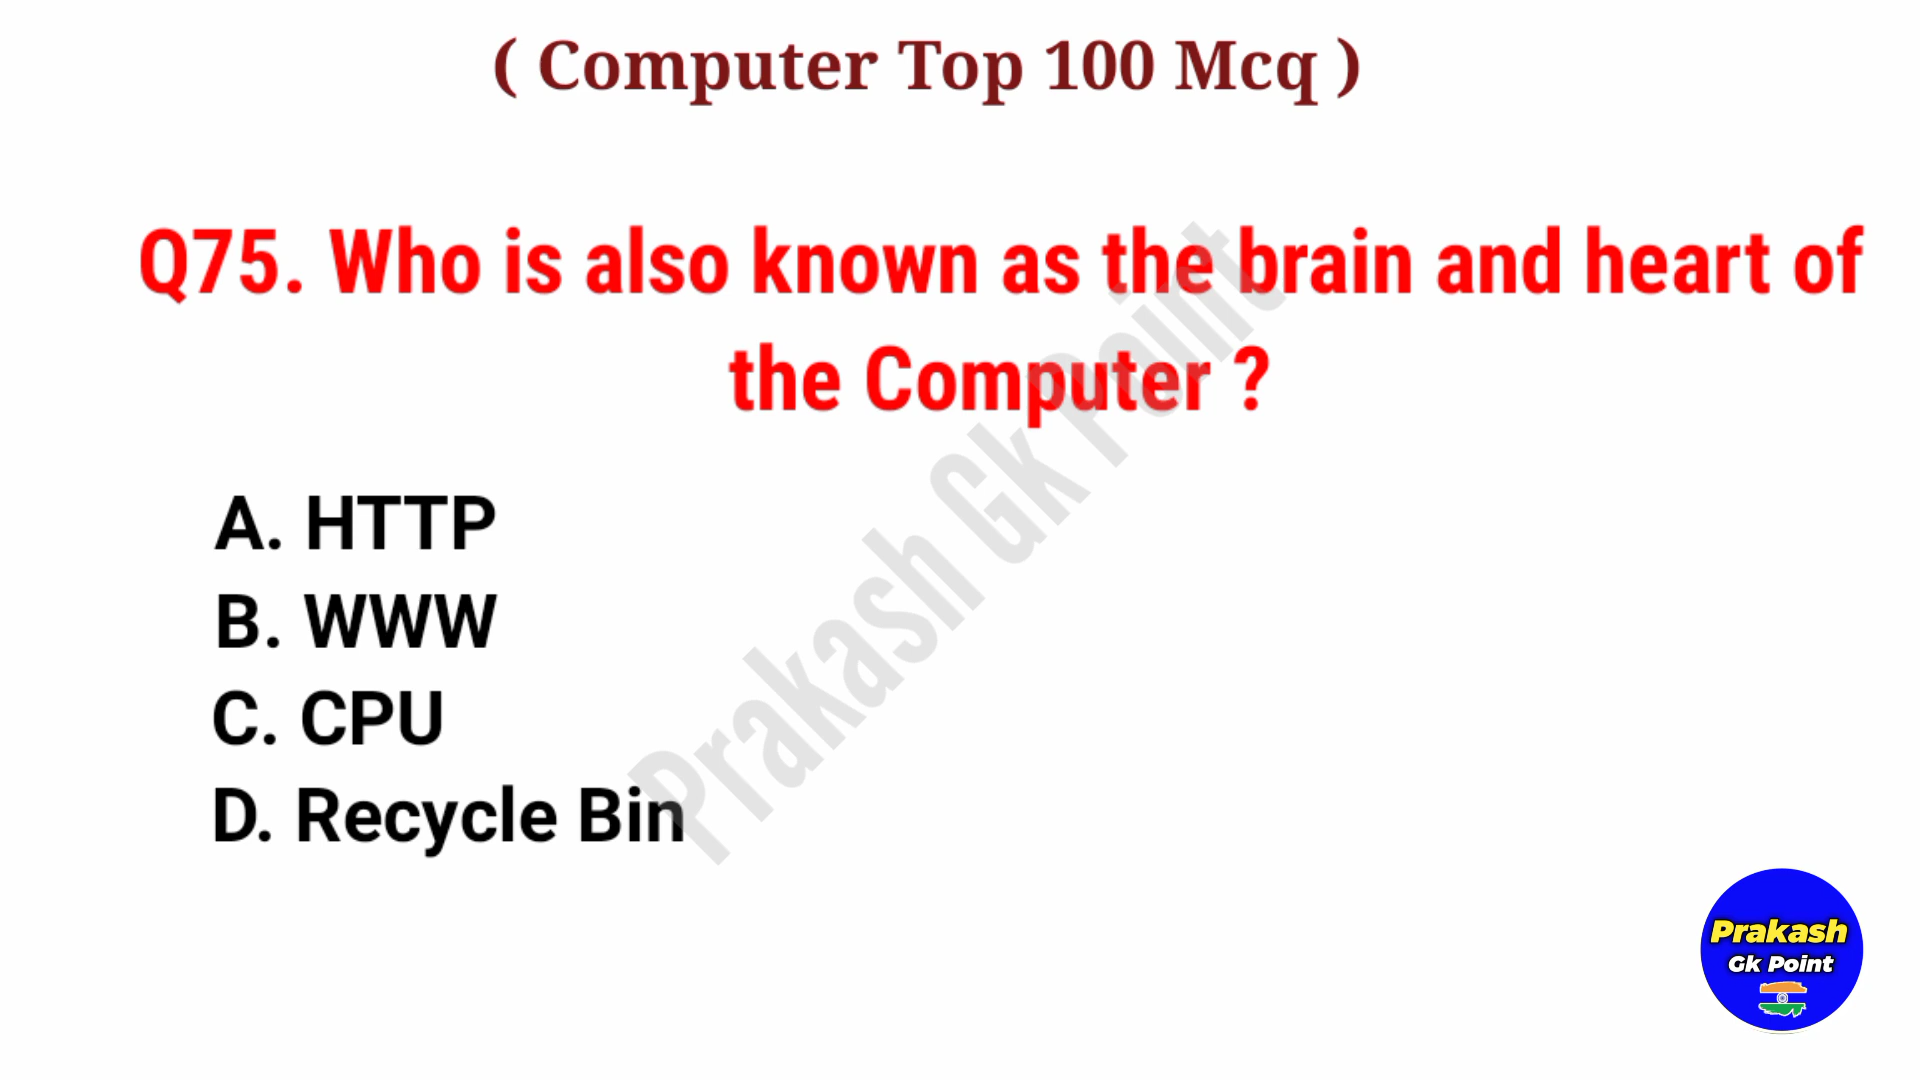 ( Computer Top 100 Mcq )
Q75. Who is also known as the brain and heart of
the Computer ?
A. HTTP
B. WWW
C. CPU
D. Recycle Bin
Prakash Gk Point
Prakash
Gk Point